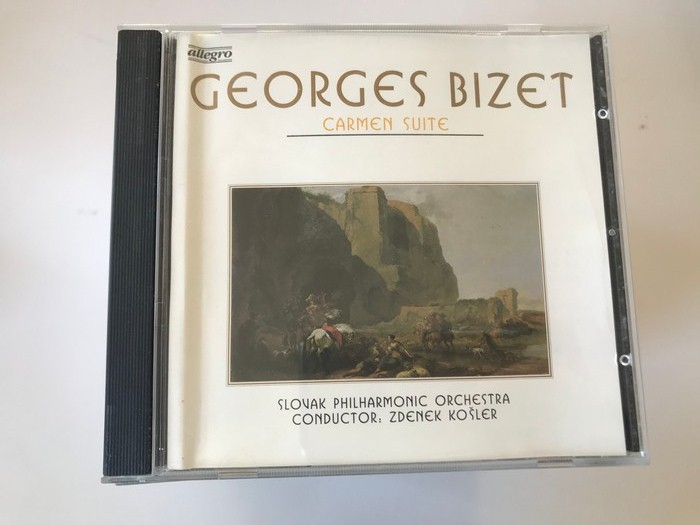 allegro
GEORGES BIZET
CARMEN SUITE
SLOVAK PHILHARMONIC ORCHESTRA
CONDUCTOR: ZDENEK KOŠLER